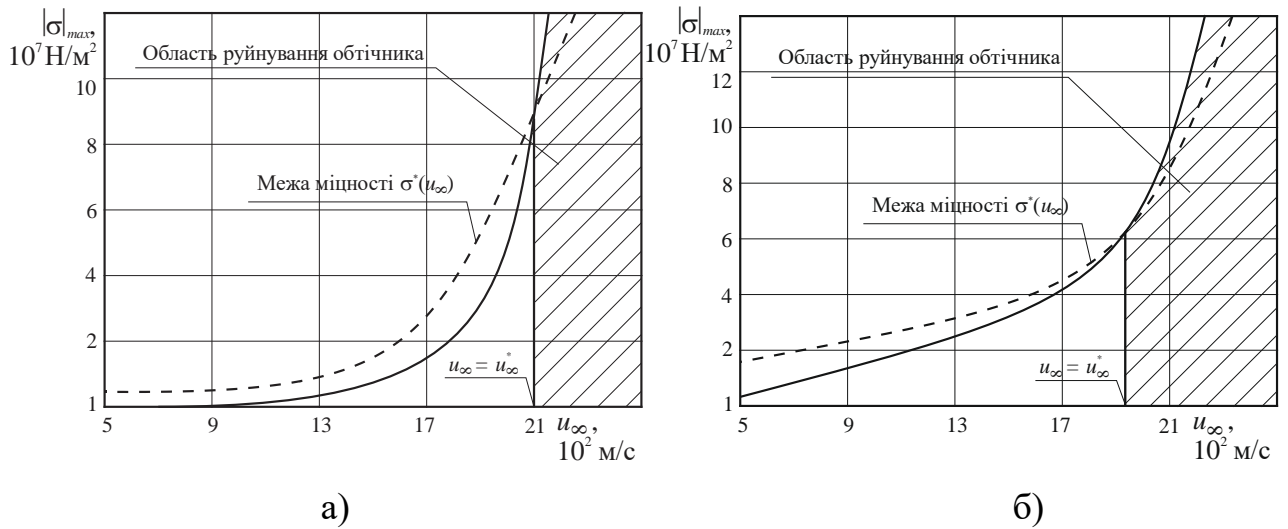 |σ|max,
10⁷ Н/м²
Область руйнування обтічника
10
8
Межа міцності σ*(u∞)
6
4
2
u∞ = u*∞
1
5
9
13
17
21
u∞,
10² м/с
а)
|σ|max,
10⁷ Н/м²
Область руйнування обтічника
12
10
8
Межа міцності σ*(u∞)
6
4
2
u∞ = u*∞
1
5
9
13
17
21
u∞,
10² м/с
б)